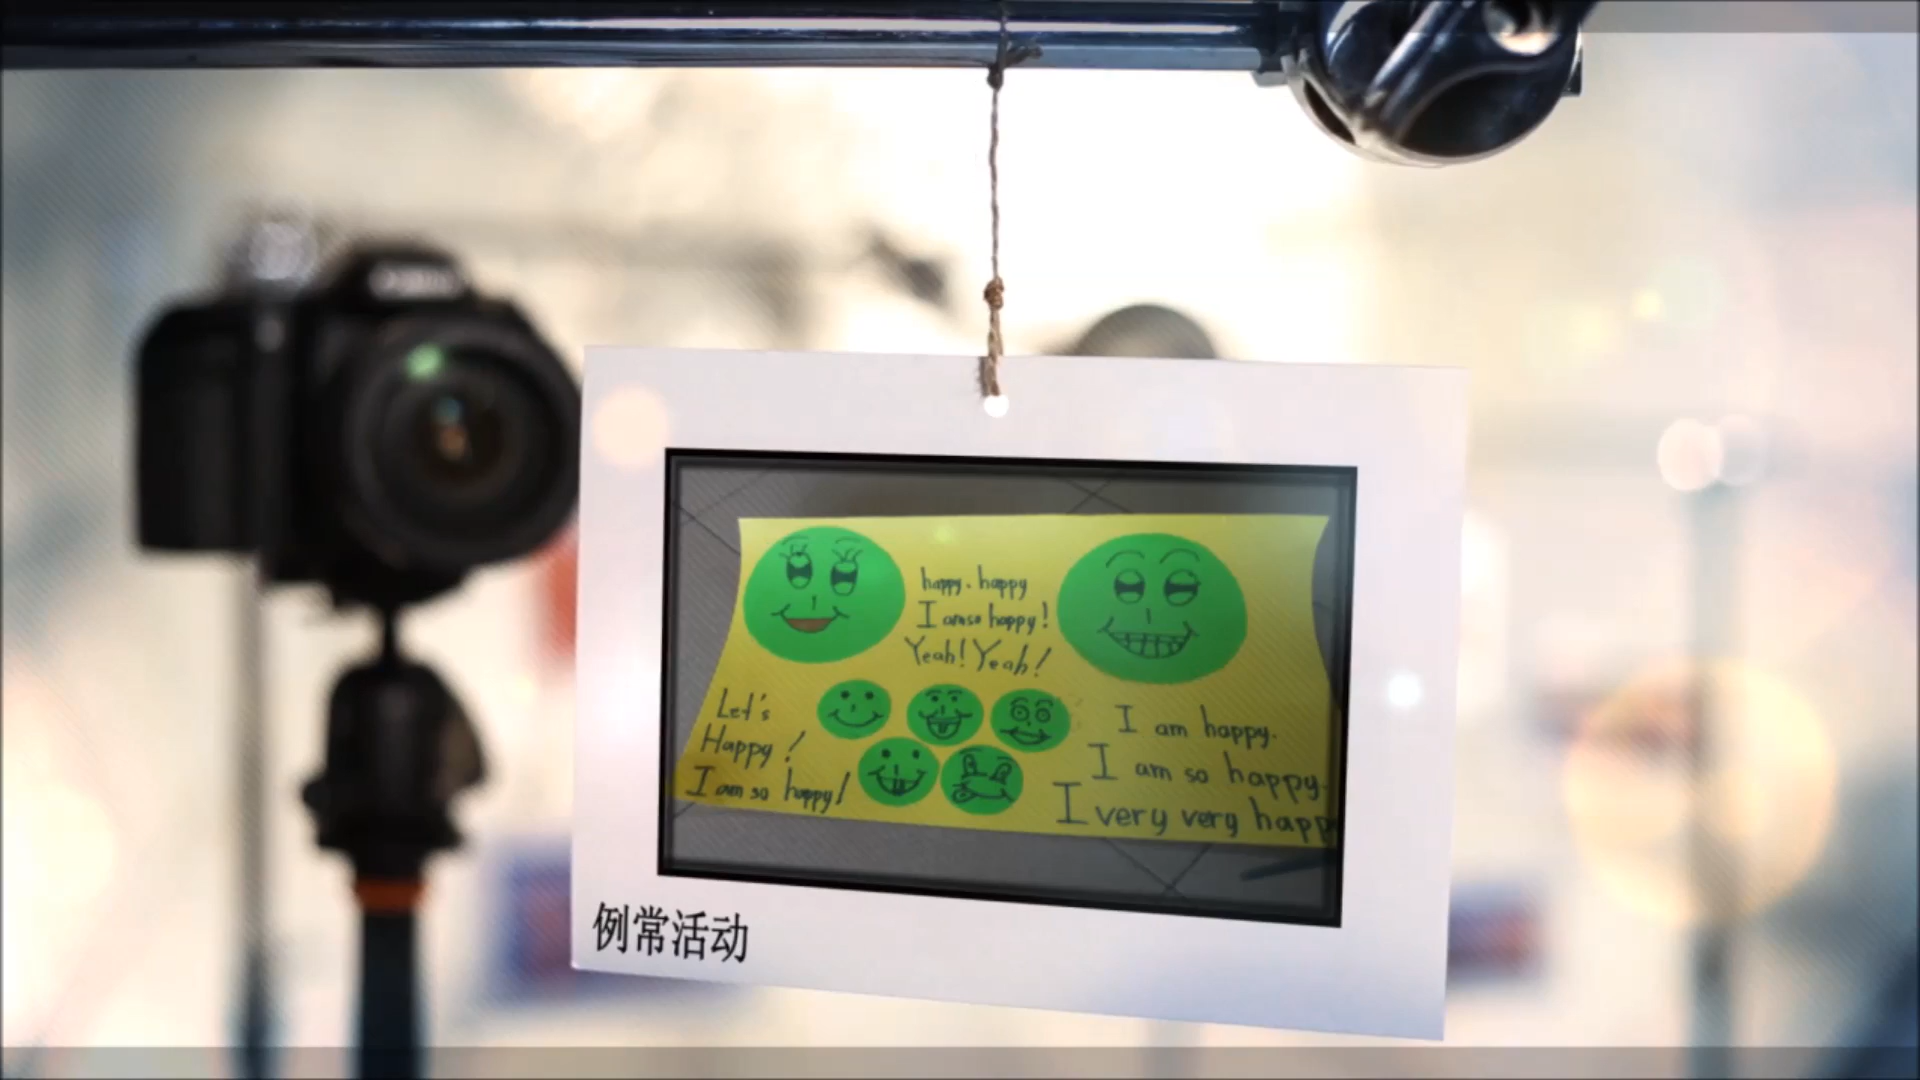 happy. happy
I am so happy!
Yeah! Yeah!
Let's
Happy!
I am so happy!
I am happy.
I am so happy.
I very very happ
例常活动